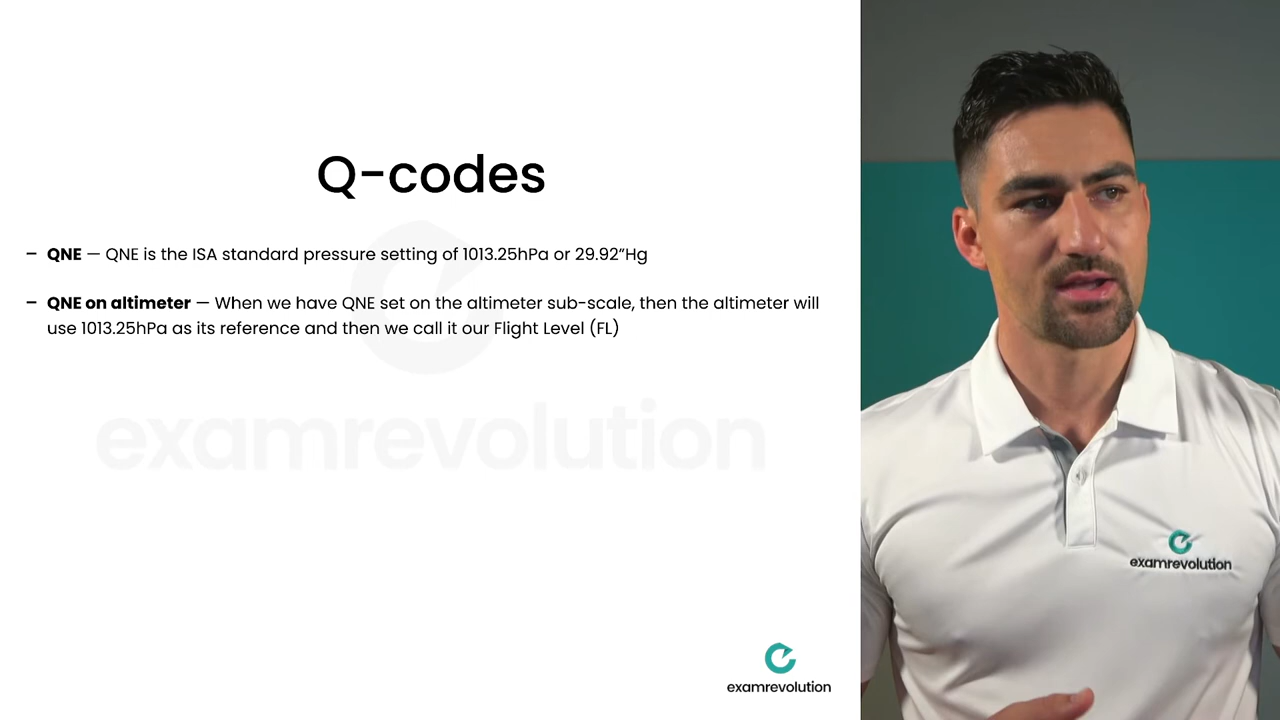 Q-codes
– QNE — QNE is the ISA standard pressure setting of 1013.25hPa or 29.92”Hg
– QNE on altimeter — When we have QNE set on the altimeter sub-scale, then the altimeter will
use 1013.25hPa as its reference and then we call it our Flight Level (FL)
examrevolution
examrevolution
examrevolution